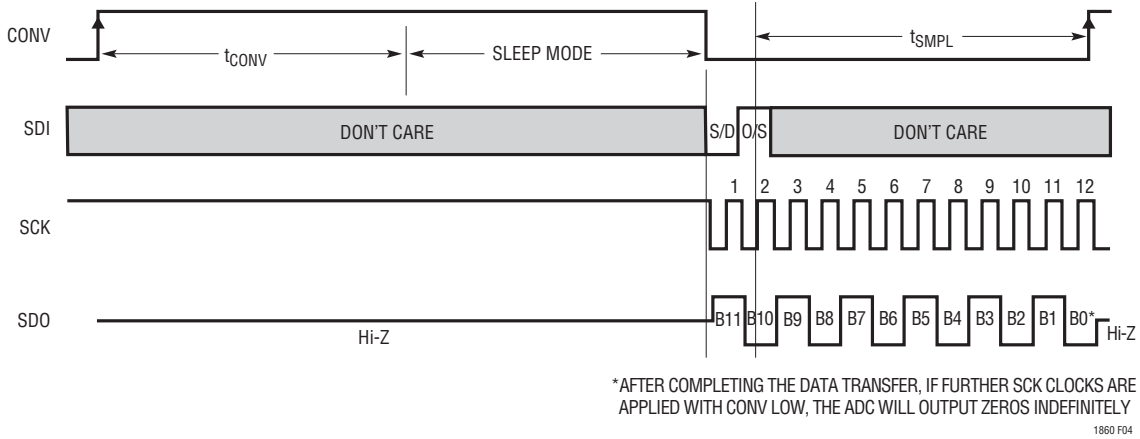 CONV
tCONV
SLEEP MODE
tSMPL
SDI
DON'T CARE
S/D
O/S
DON'T CARE
1 2 3 4 5 6 7 8 9 10 11 12
SCK
SDO
Hi-Z
B11 B10 B9 B8 B7 B6 B5 B4 B3 B2 B1 B0*
Hi-Z
*AFTER COMPLETING THE DATA TRANSFER, IF FURTHER SCK CLOCKS ARE
APPLIED WITH CONV LOW, THE ADC WILL OUTPUT ZEROS INDEFINITELY
1860 F04